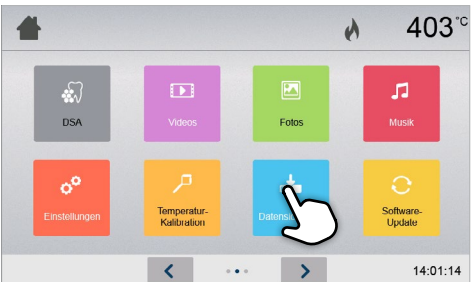 403°C
DSA
Videos
Fotos
Musik
Einstellungen
Temperatur-
Kalibration
Software-
Update
14:01:14